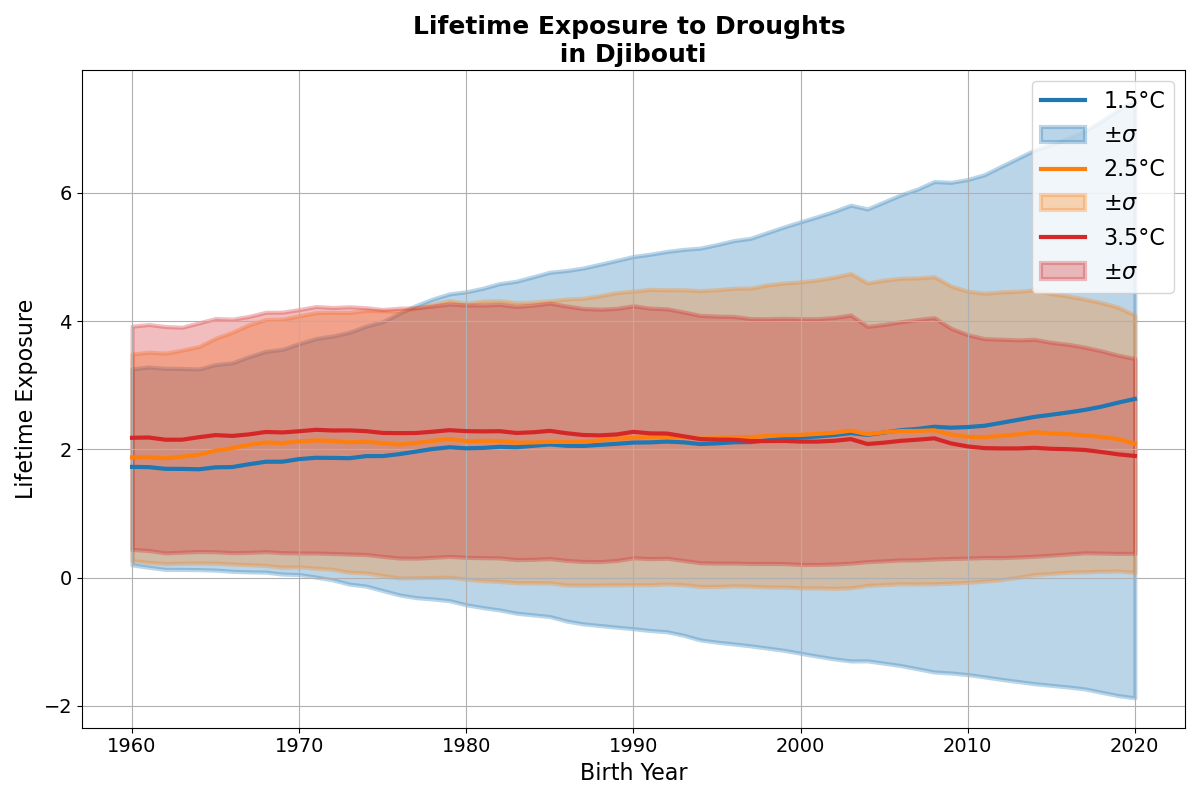 Lifetime Exposure to Droughts
in Djibouti
1.5°C
±σ
2.5°C
±σ
3.5°C
±σ
Lifetime Exposure
6
4
2
0
−2
1960
1970
1980
1990
2000
2010
2020
Birth Year